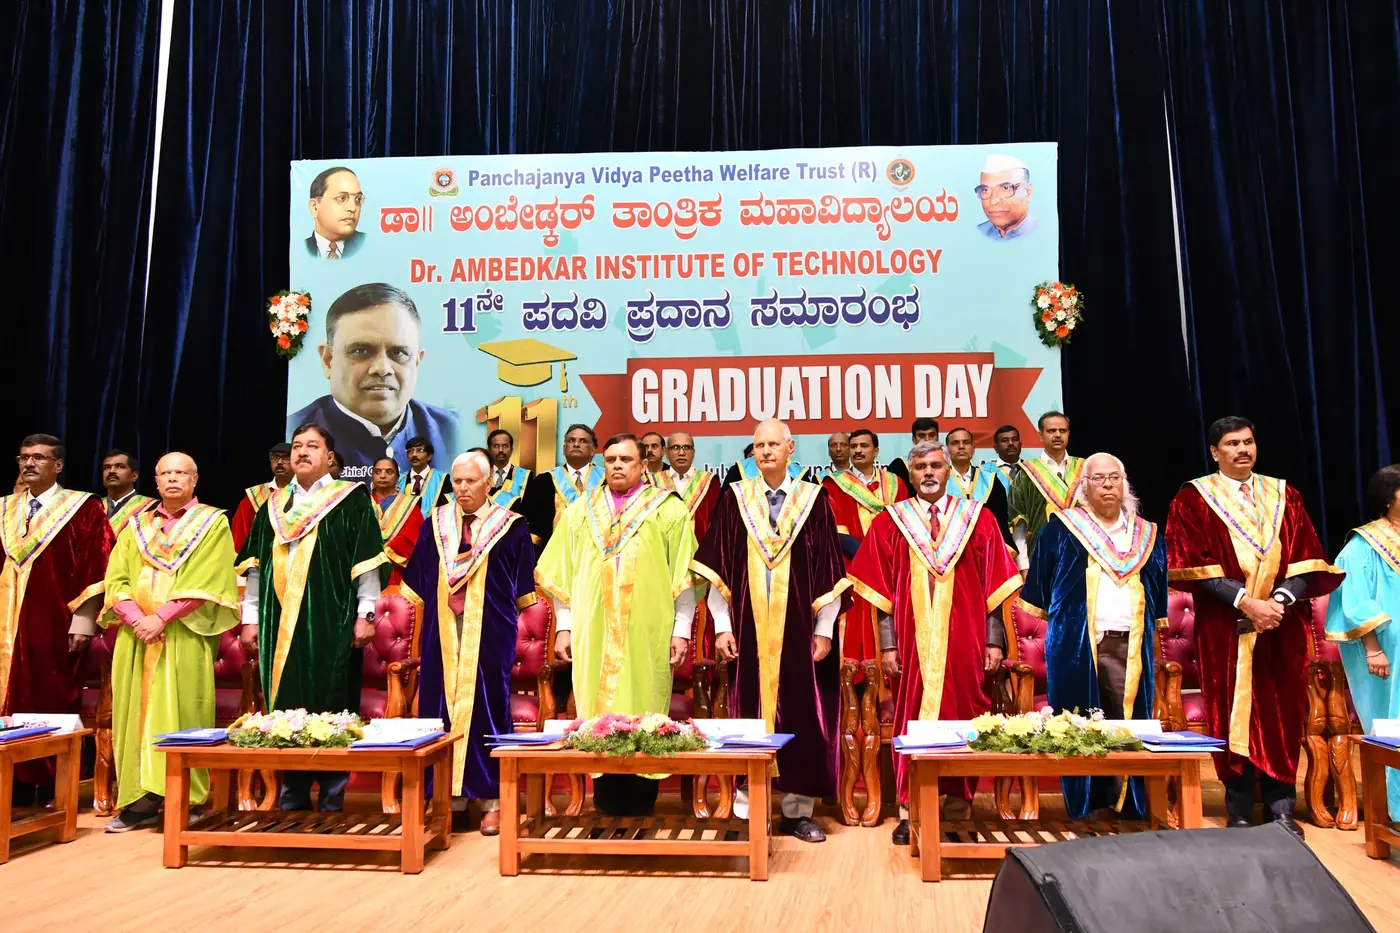 Panchajanya Vidya Peetha Welfare Trust (R)
ಡಾ॥ ಅಂಬೇಡ್ಕರ್ ತಾಂತ್ರಿಕ ಮಹಾವಿದ್ಯಾಲಯ
Dr. AMBEDKAR INSTITUTE OF TECHNOLOGY
11ನೇ ಪದವಿ ಪ್ರದಾನ ಸಮಾರಂಭ
11th
GRADUATION DAY